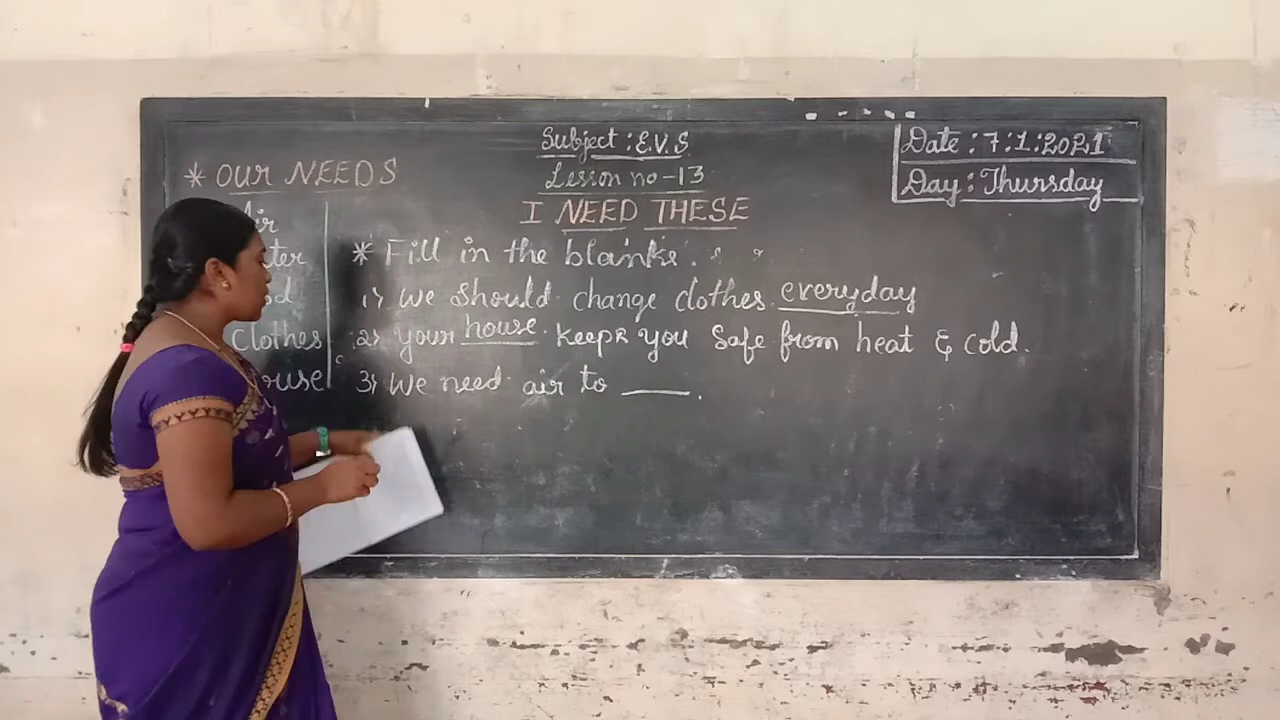 Subject : E.V.S
Lesson no - 13
I NEED THESE
Date : 7:1:2021
Day : Thursday
* OUR NEEDS
Clothes
* Fill in the blanks.
1) We should change clothes everyday
2) Your house keeps you safe from heat & cold.
3) We need air to ____.